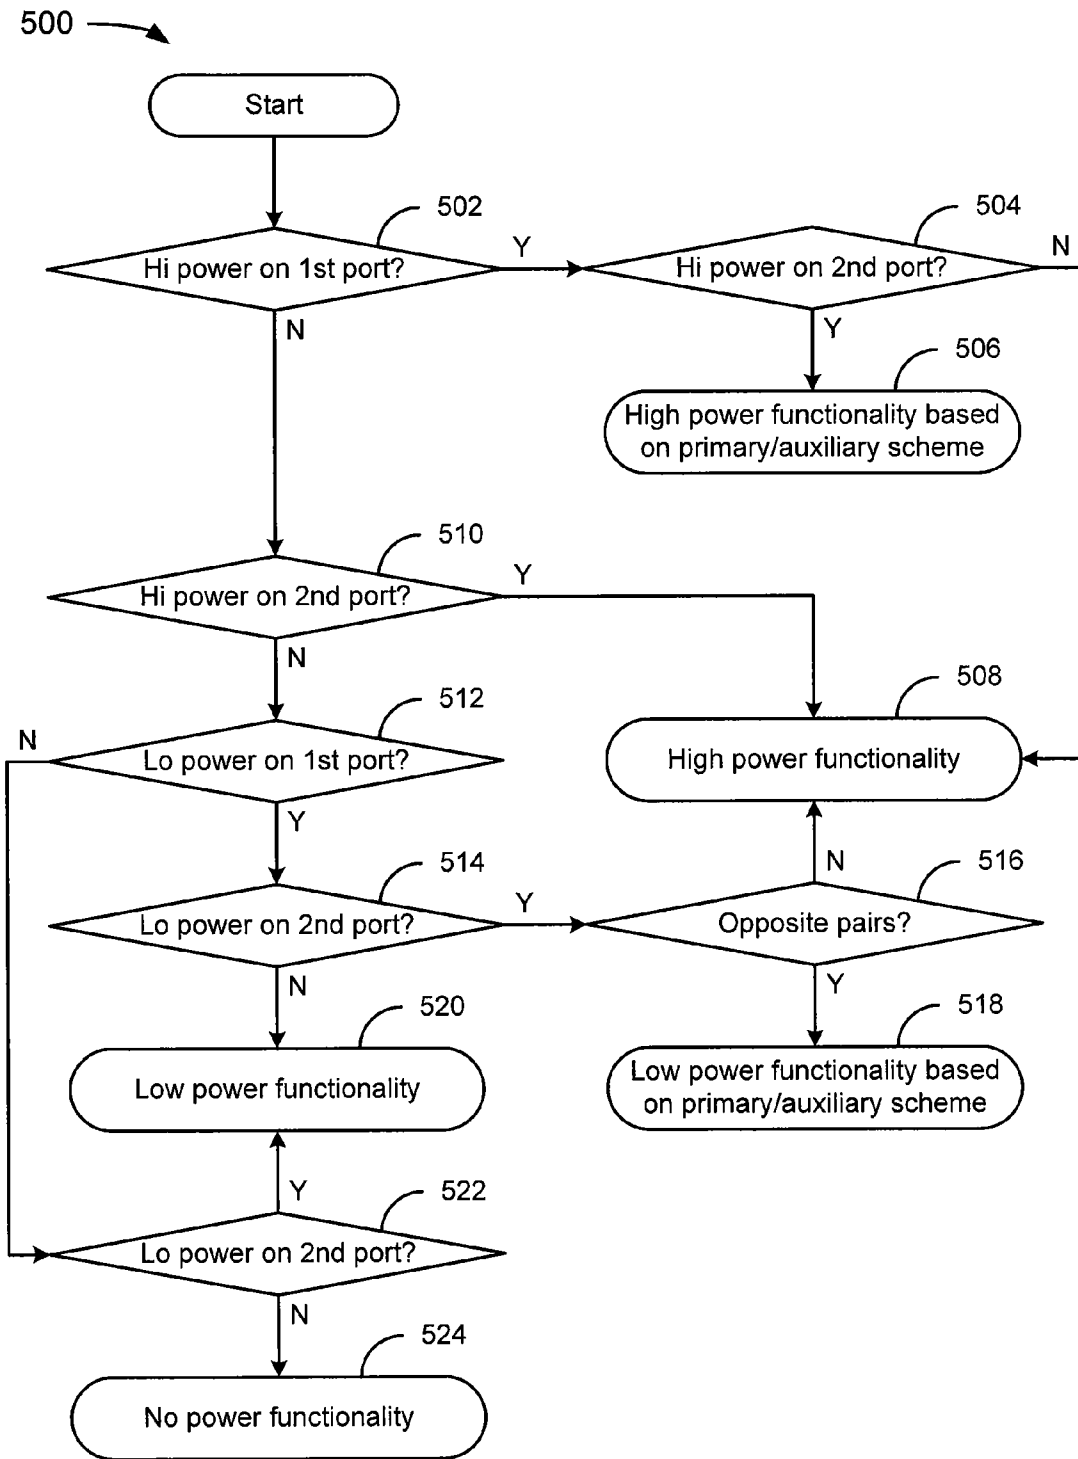 500
Start
502
Hi power on 1st port?
Y
N
504
Hi power on 2nd port?
N
Y
506
High power functionality based
on primary/auxiliary scheme
510
Hi power on 2nd port?
Y
N
512
Lo power on 1st port?
N
Y
508
High power functionality
514
Lo power on 2nd port?
Y
N
516
Opposite pairs?
N
Y
520
Low power functionality
518
Low power functionality based
on primary/auxiliary scheme
Y
522
Lo power on 2nd port?
N
524
No power functionality